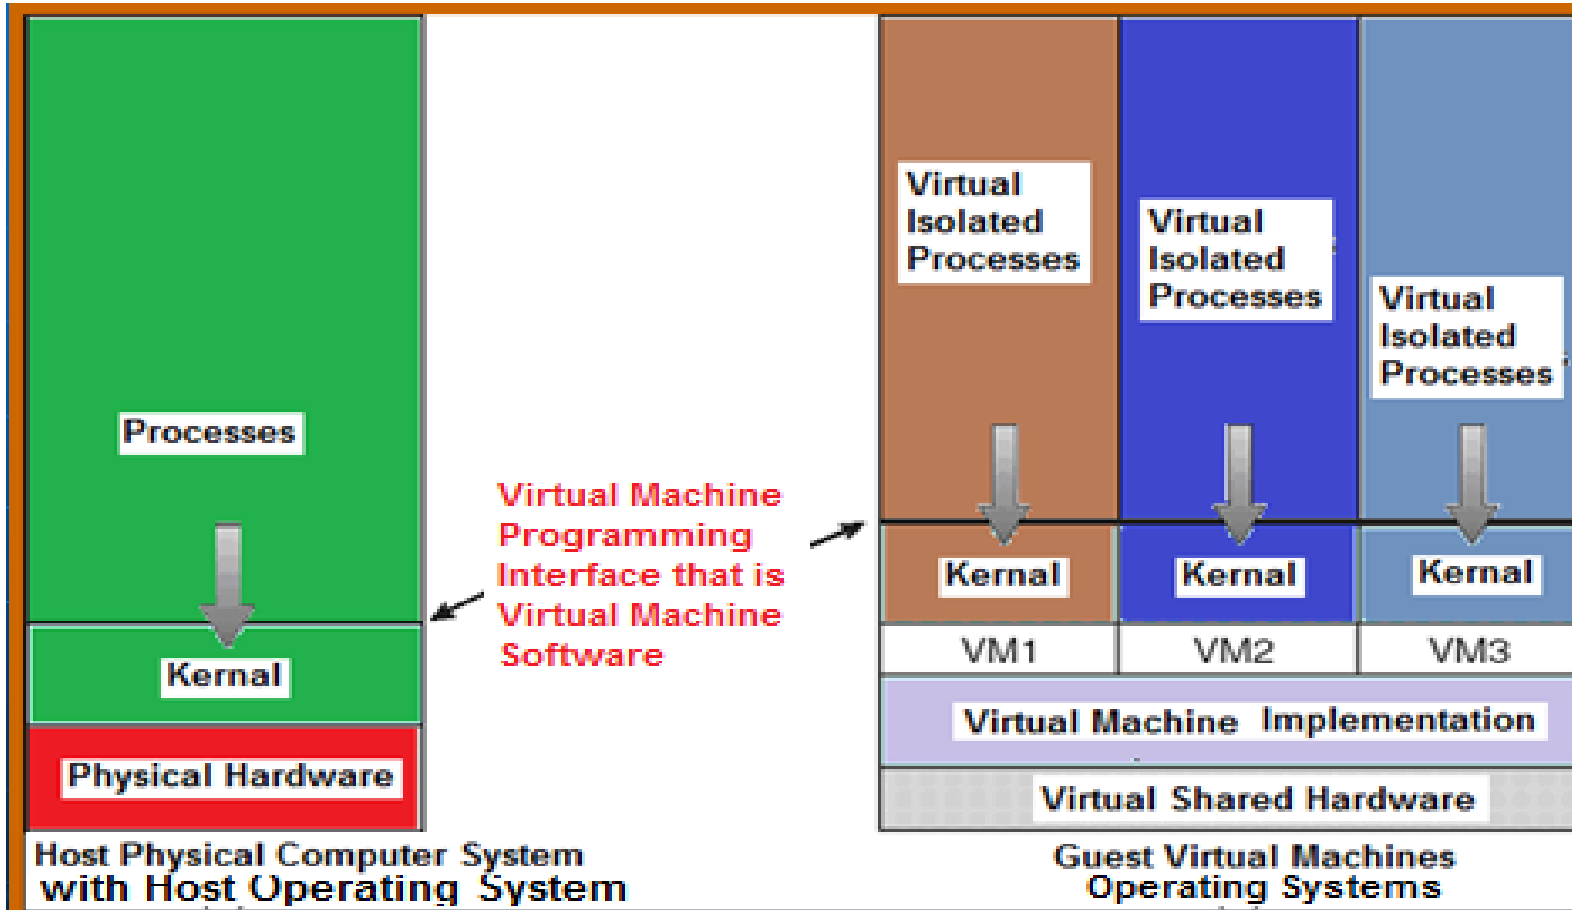 Processes
Kernal
Physical Hardware
Host Physical Computer System
with Host Operating System
Virtual Machine
Programming
Interface that is
Virtual Machine
Software
Virtual
Isolated
Processes
Virtual
Isolated
Processes
Virtual
Isolated
Processes
Kernal
Kernal
Kernal
VM1
VM2
VM3
Virtual Machine Implementation
Virtual Shared Hardware
Guest Virtual Machines
Operating Systems